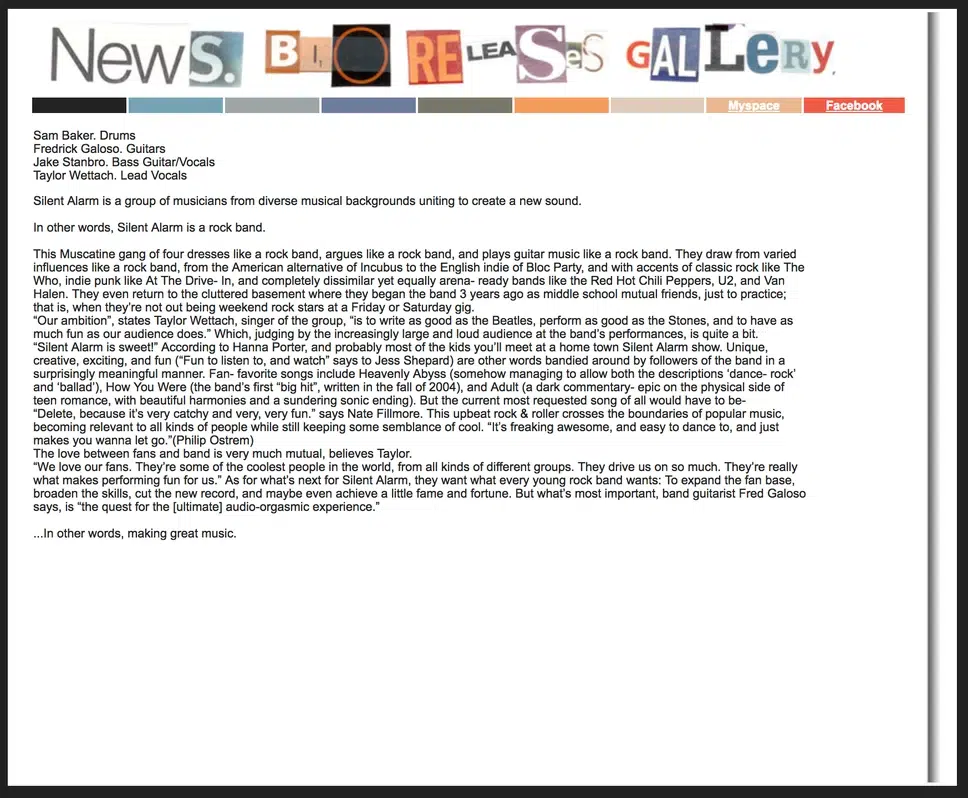 News. BIO RELEASES GALLery.
Myspace Facebook
Sam Baker. Drums
Fredrick Galoso. Guitars
Jake Stanbro. Bass Guitar/Vocals
Taylor Wettach. Lead Vocals
Silent Alarm is a group of musicians from diverse musical backgrounds uniting to create a new sound.
In other words, Silent Alarm is a rock band.
This Muscatine gang of four dresses like a rock band, argues like a rock band, and plays guitar music like a rock band. They draw from varied
influences like a rock band, from the American alternative of Incubus to the English indie of Bloc Party, and with accents of classic rock like The
Who, indie punk like At The Drive- In, and completely dissimilar yet equally arena- ready bands like the Red Hot Chili Peppers, U2, and Van
Halen. They even return to the cluttered basement where they began the band 3 years ago as middle school mutual friends, just to practice;
that is, when they're not out being weekend rock stars at a Friday or Saturday gig.
“Our ambition”, states Taylor Wettach, singer of the group, “is to write as good as the Beatles, perform as good as the Stones, and to have as
much fun as our audience does.” Which, judging by the increasingly large and loud audience at the band’s performances, is quite a bit.
“Silent Alarm is sweet!” According to Hanna Porter, and probably most of the kids you’ll meet at a home town Silent Alarm show. Unique,
creative, exciting, and fun (“Fun to listen to, and watch” says to Jess Shepard) are other words bandied around by followers of the band in a
surprisingly meaningful manner. Fan- favorite songs include Heavenly Abyss (somehow managing to allow both the descriptions ‘dance- rock’
and ‘ballad’), How You Were (the band’s first “big hit”, written in the fall of 2004), and Adult (a dark commentary- epic on the physical side of
teen romance, with beautiful harmonies and a sundering sonic ending). But the current most requested song of all would have to be-
“Delete, because it’s very catchy and very, very fun.” says Nate Fillmore. This upbeat rock & roller crosses the boundaries of popular music,
becoming relevant to all kinds of people while still keeping some semblance of cool. “It’s freaking awesome, and easy to dance to, and just
makes you wanna let go.”(Philip Ostrem)
The love between fans and band is very much mutual, believes Taylor.
“We love our fans. They’re some of the coolest people in the world, from all kinds of different groups. They drive us on so much. They’re really
what makes performing fun for us.” As for what’s next for Silent Alarm, they want what every young rock band wants: To expand the fan base,
broaden the skills, cut the new record, and maybe even achieve a little fame and fortune. But what’s most important, band guitarist Fred Galoso
says, is “the quest for the [ultimate] audio-orgasmic experience.”
...In other words, making great music.